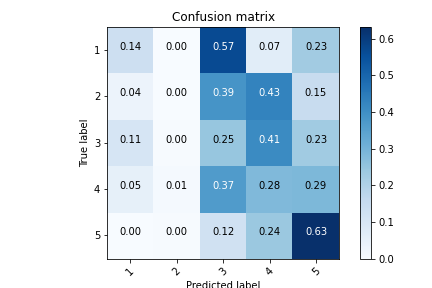 Confusion matrix
1 0.14 0.00 0.57 0.07 0.23
2 0.04 0.00 0.39 0.43 0.15
3 0.11 0.00 0.25 0.41 0.23
4 0.05 0.01 0.37 0.28 0.29
5 0.00 0.00 0.12 0.24 0.63
True label
1 2 3 4 5
Predicted label
0.6
0.5
0.4
0.3
0.2
0.1
0.0